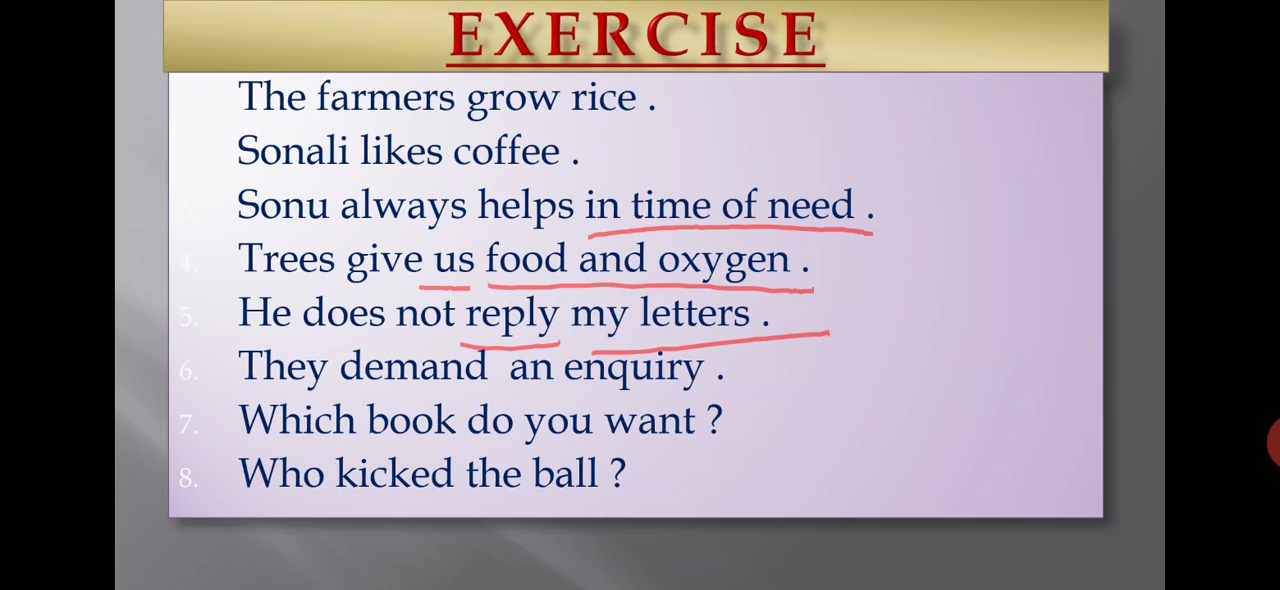 EXERCISE
The farmers grow rice .
Sonali likes coffee .
3. Sonu always helps in time of need .
4. Trees give us food and oxygen .
5. He does not reply my letters .
6. They demand an enquiry .
7. Which book do you want ?
8. Who kicked the ball ?